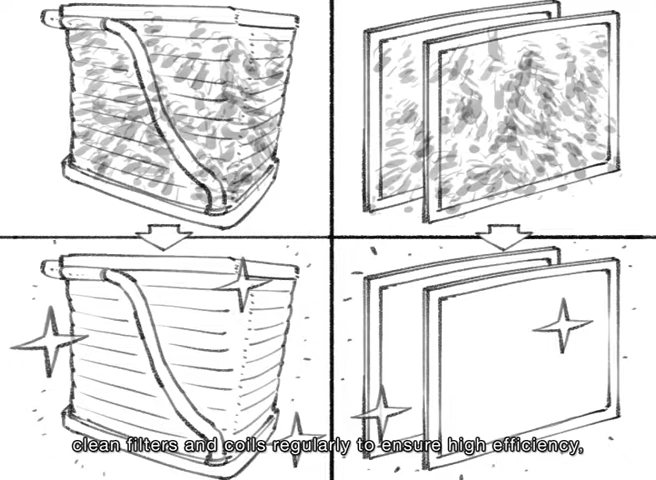 clean filters and coils regularly to ensure high efficiency,